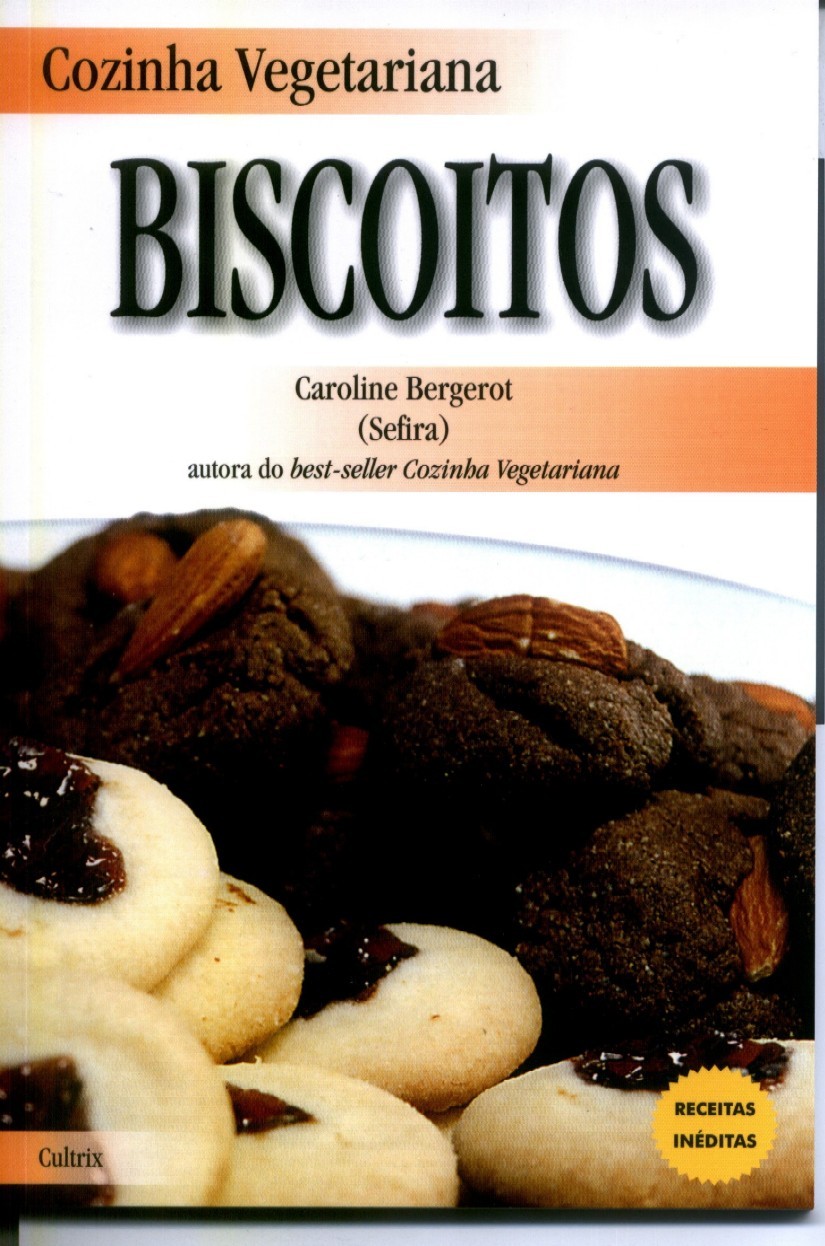 Cozinha Vegetariana
BISCOITOS
Caroline Bergerot
(Sefira)
autora do best-seller Cozinha Vegetariana
RECEITAS
INÉDITAS
Cultrix